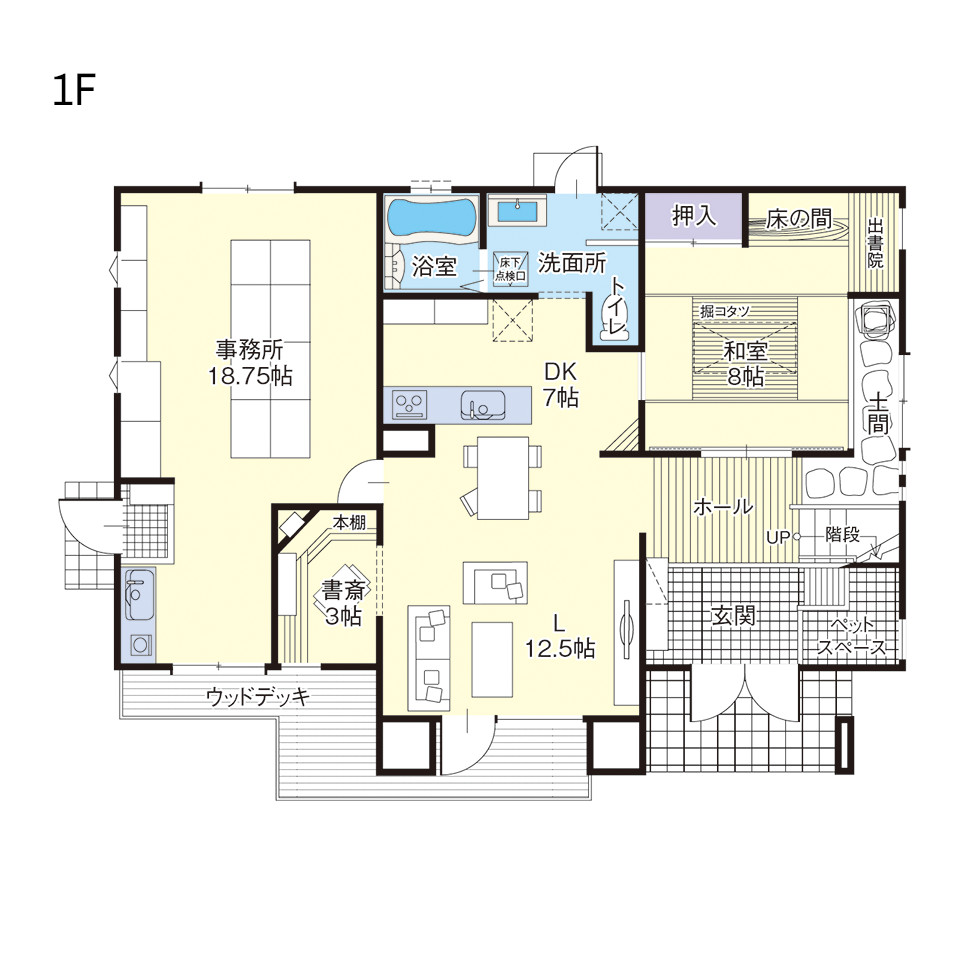 1F
押入
床の間
出書院
浴室
床下
点検口
洗面所
トイレ
掘コタツ
事務所
18.75帖
DK
7帖
和室
8帖
土間
ホール
本棚
UP
階段
書斎
3帖
玄関
L
12.5帖
ペット
スペース
ウッドデッキ